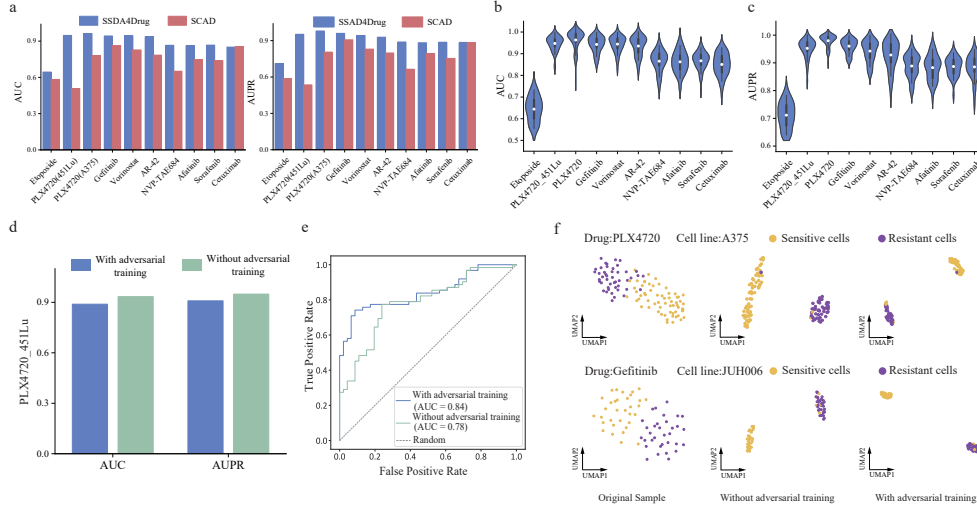 a
SSDA4Drug
SCAD
AUC
0.9
0.6
0.3
0.0
Etoposide
PLX4720(451Lu)
PLX4720(A375)
Gefitinib
Vorinostat
AR-42
NVP-TAE684
Afatinib
Sorafenib
Cetuximab
SSAD4Drug
SCAD
AUPR
0.9
0.6
0.3
0.0
Etoposide
PLX4720(451Lu)
PLX4720(A375)
Gefitinib
Vorinostat
AR-42
NVP-TAE684
Afatinib
Sorafenib
Cetuximab
b
AUC
1.0
0.9
0.8
0.7
0.6
0.5
Etoposide
PLX4720_451Lu
PLX4720
Gefitinib
Vorinostat
AR-42
NVP-TAE684
Afatinib
Sorafenib
Cetuximab
c
AUPR
1.0
0.9
0.8
0.7
0.6
Etoposide
PLX4720_451Lu
PLX4720
Gefitinib
Vorinostat
AR-42
NVP-TAE684
Afatinib
Sorafenib
Cetuximab
d
With adversarial
training
Without adversarial
training
PLX4720_451Lu
0.9
0.6
0.3
0.0
AUC
AUPR
e
True Positive Rate
1.0
0.8
0.6
0.4
0.2
0.0
With adversarial training
(AUC = 0.84)
Without adversarial training
(AUC = 0.78)
Random
0.0
0.2
0.4
0.6
0.8
1.0
False Positive Rate
f
Drug:PLX4720
Cell line:A375
Sensitive cells
Resistant cells
UMAP2
UMAP1
UMAP2
UMAP1
UMAP2
UMAP1
Drug:Gefitinib
Cell line:JUH006
Sensitive cells
Resistant cells
UMAP2
UMAP1
UMAP2
UMAP1
UMAP2
UMAP1
Original Sample
Without adversarial training
With adversarial training